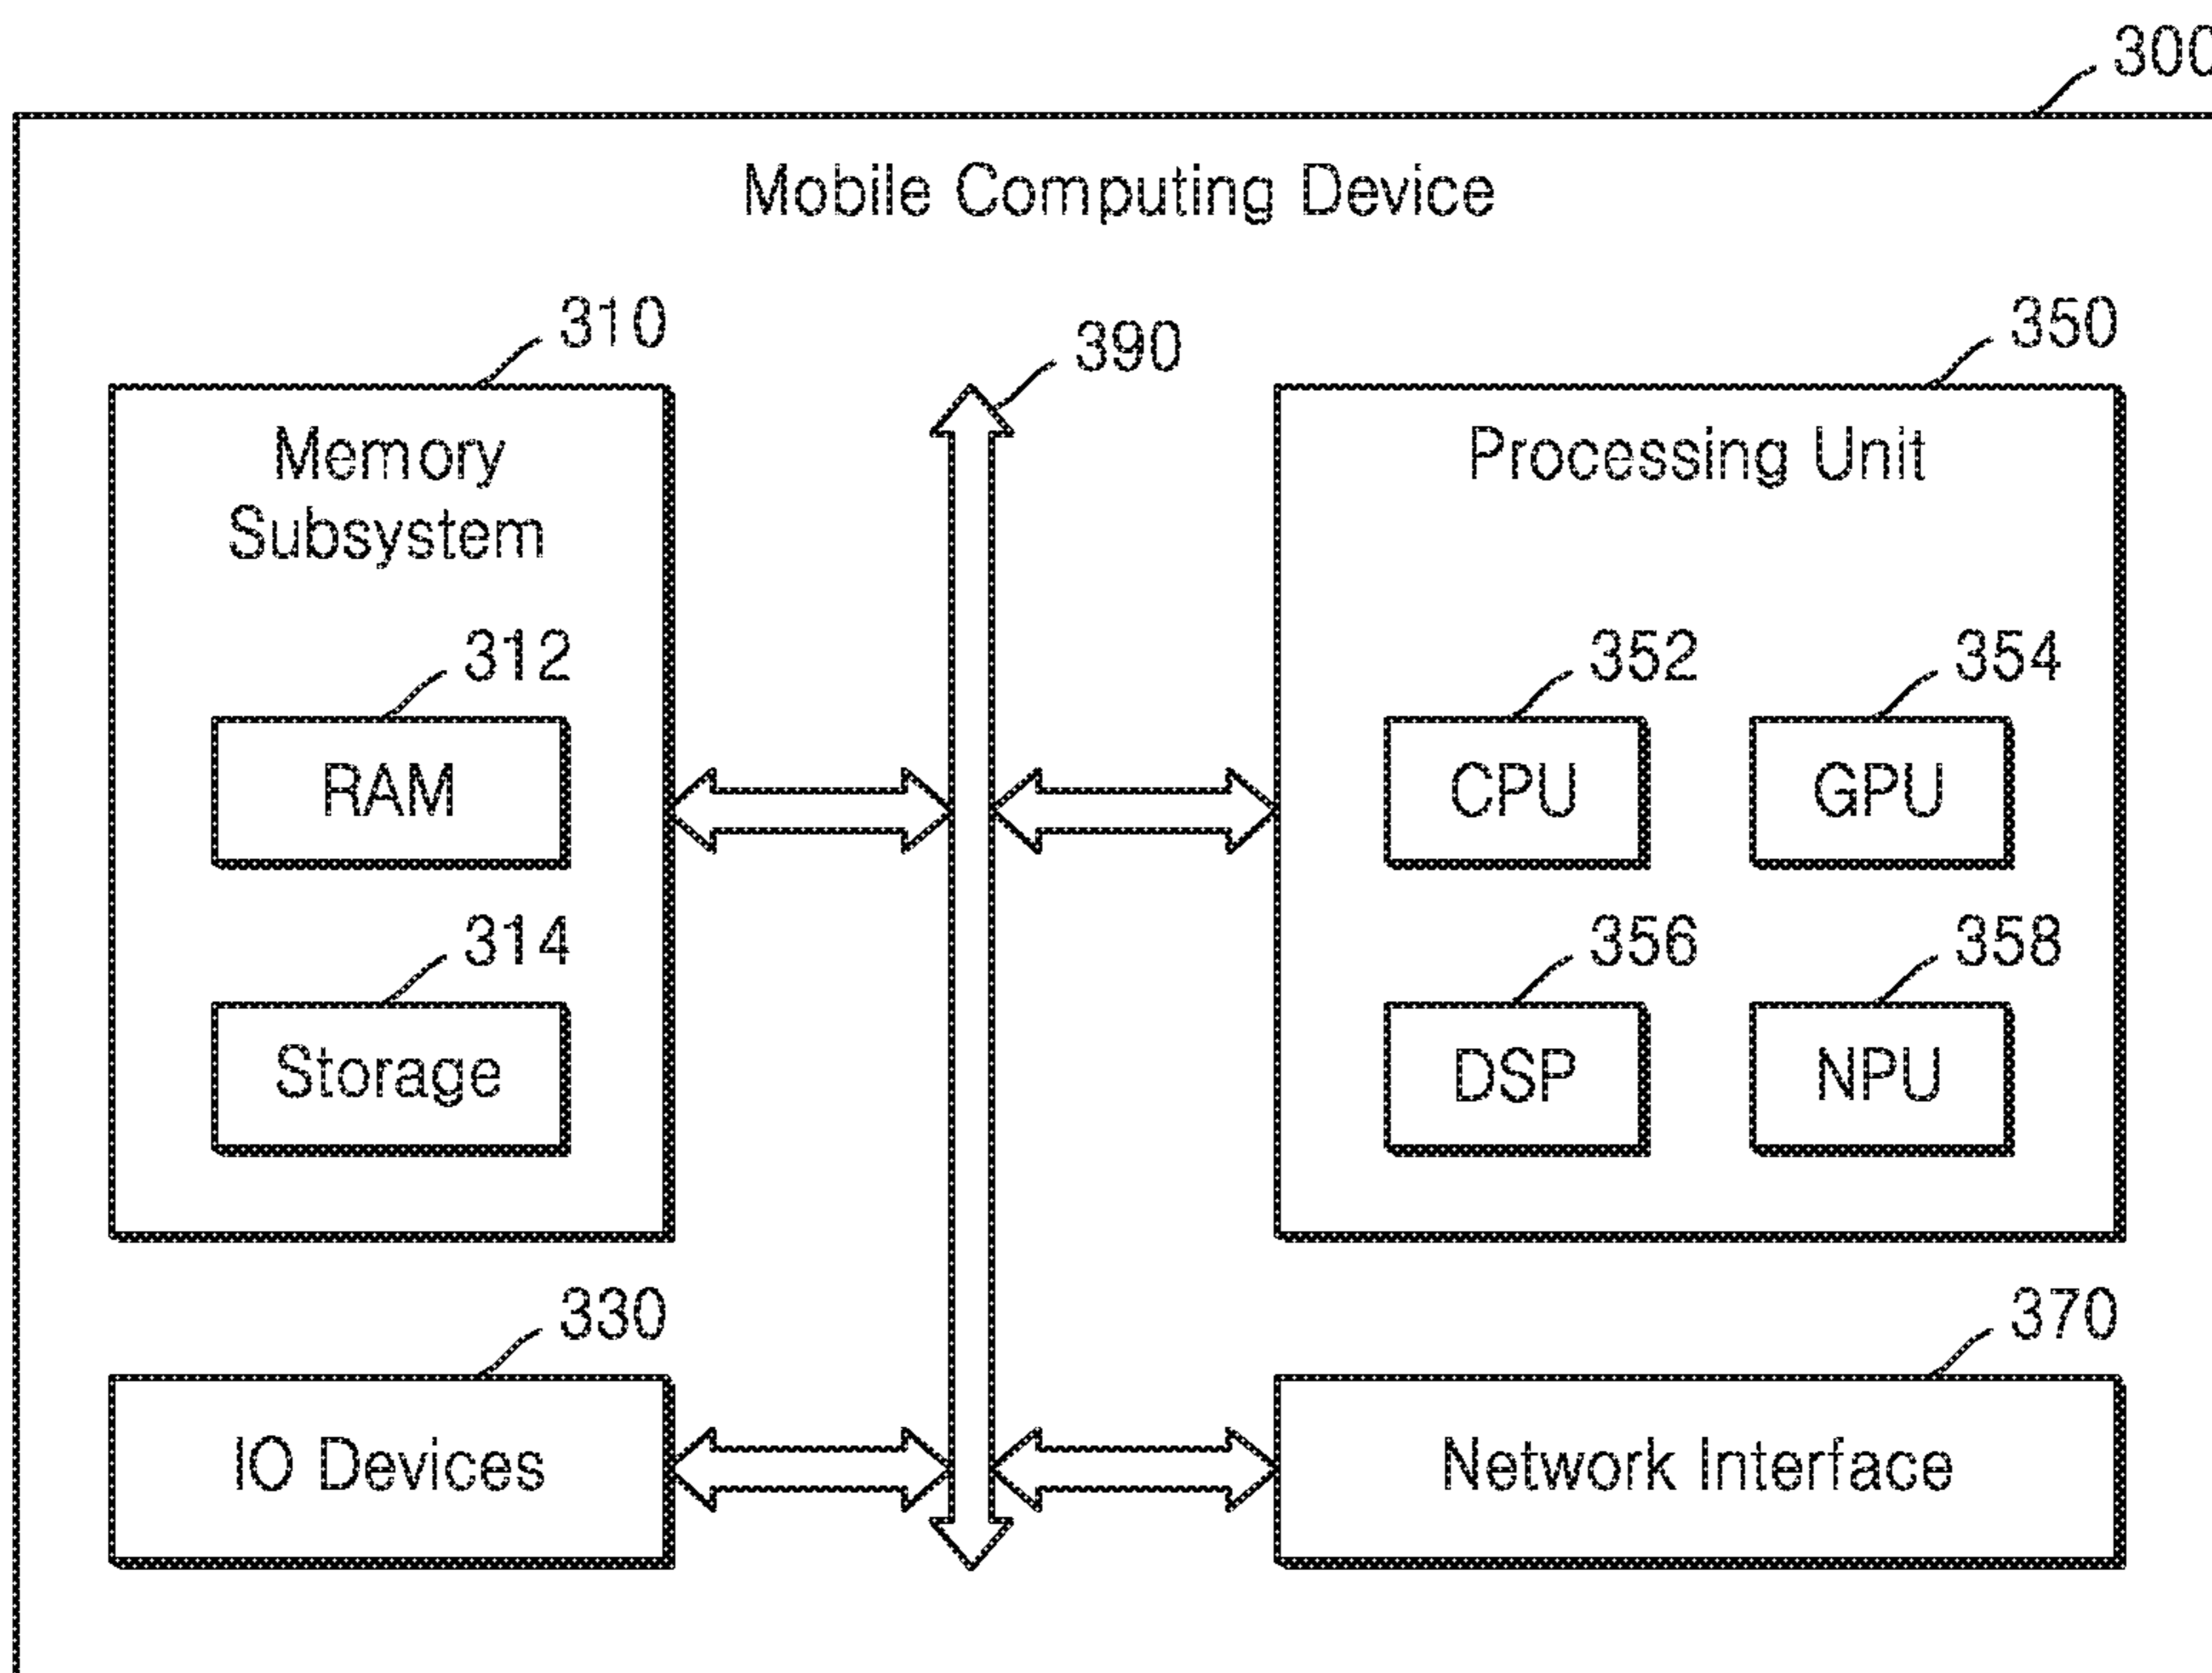 300
Mobile Computing Device
310
390
350
Memory
Subsystem
Processing Unit
312
352
354
RAM
CPU
GPU
314
356
358
Storage
DSP
NPU
330
370
IO Devices
Network Interface